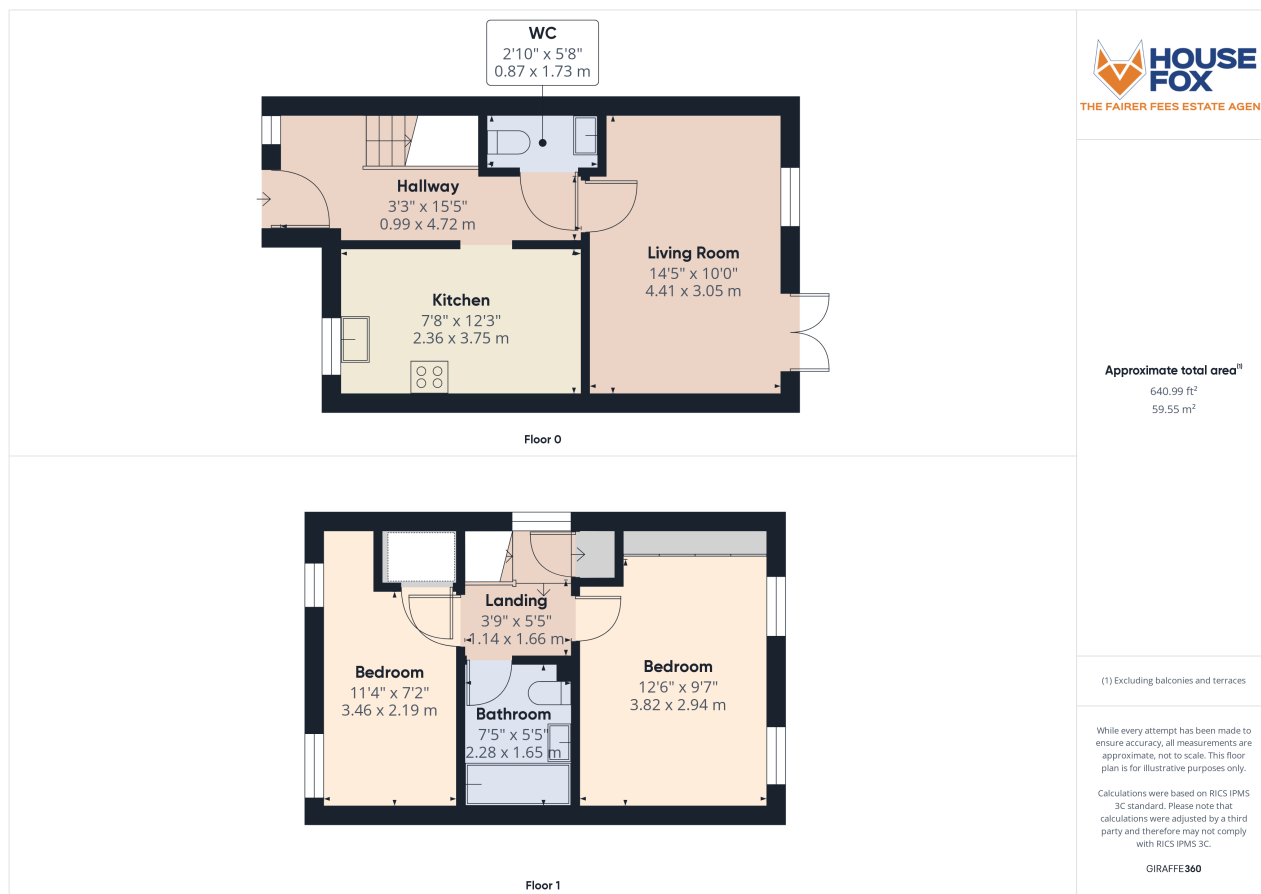 WC
2'10" x 5'8"
0.87 x 1.73 m
Hallway
3'3" x 15'5"
0.99 x 4.72 m
Living Room
14'5" x 10'0"
4.41 x 3.05 m
Kitchen
7'8" x 12'3"
2.36 x 3.75 m
Floor 0
Landing
3'9" x 5'5"
1.14 x 1.66 m
Bedroom
11'4" x 7'2"
3.46 x 2.19 m
Bedroom
12'6" x 9'7"
3.82 x 2.94 m
Bathroom
7'5" x 5'5"
2.28 x 1.65 m
Floor 1
HOUSE
FOX
THE FAIRER FEES ESTATE AGEN
Approximate total area(1)
640.99 ft²
59.55 m²
(1) Excluding balconies and terraces
While every attempt has been made to
ensure accuracy, all measurements are
approximate, not to scale. This floor
plan is for illustrative purposes only.
Calculations were based on RICS IPMS
3C standard. Please note that
calculations were adjusted by a third
party and therefore may not comply
with RICS IPMS 3C.
GIRAFFE360